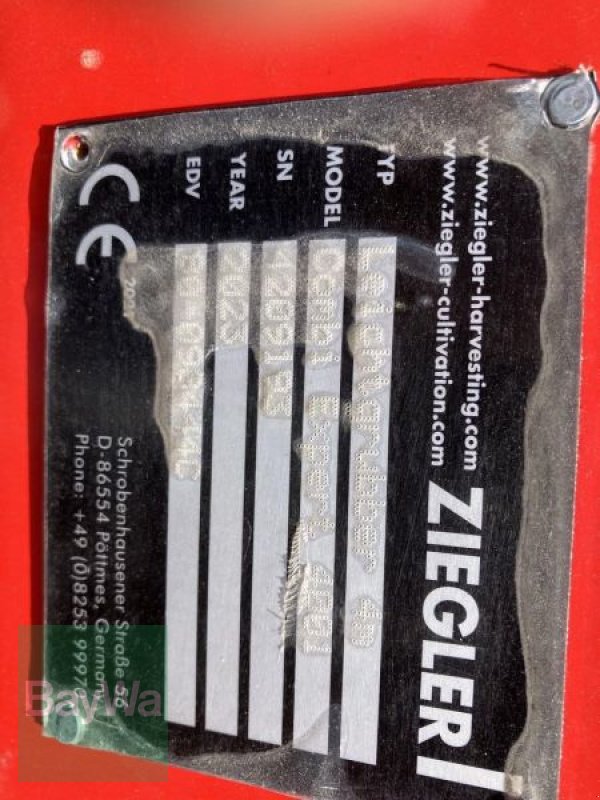 www.ziegler-harvesting.com
www.ziegler-cultivation.com
ZIEGLER
TYP Leichtgrubber 4m
MODEL Combi Expert 4001
SN
YEAR 2023
EDV
CE
Schrobenhausener Straße 56
D-86554 Pöttmes, Germany
Phone: +49 (0)8253 9997
BayWa